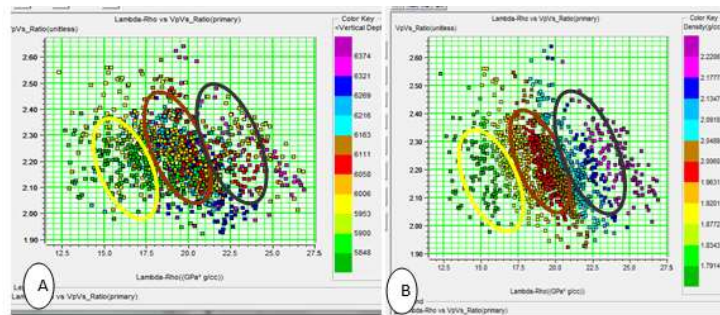 Lambda-Rho vs VpVs_Ratio(primary)
pVs_Ratio(unitless)
2.60
2.50
2.40
2.30
2.20
2.10
2.00
1.90
12.5 15.0 17.5 20.0 22.5 25.0 27.5
Lambda-Rho((GPa* g/cc))
Color Key
<Vertical Dept
6374
6321
6269
6216
6163
6111
6058
6006
5953
5900
5848
A
vs VpVs_Ratio(primary)
Lambda-Rho vs VpVs_Ratio(primary)
VpVs_Ratio(unitless)
2.60
2.50
2.40
2.30
2.20
2.10
2.00
1.90
12.5 15.0 17.5 20.0 22.5 25.0 27.5
Lambda-Rho((GPa* g/cc))
Color Key
Density(g/cc)
2.2206
2.1777
2.1347
2.0918
2.0489
1.9631
1.9201
1.8772
1.8343
1.7914
B
ambda-Rho vs VpVs_Ratio(primary)